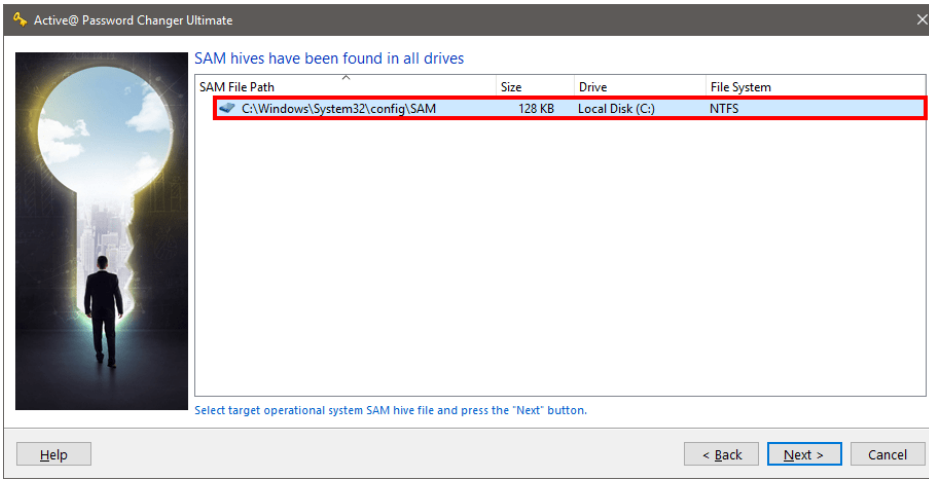 Active@ Password Changer Ultimate
SAM hives have been found in all drives
SAM File Path Size Drive File System
C:\Windows\System32\config\SAM 128 KB Local Disk (C:) NTFS
Select target operational system SAM hive file and press the "Next" button.
Help < Back Next > Cancel